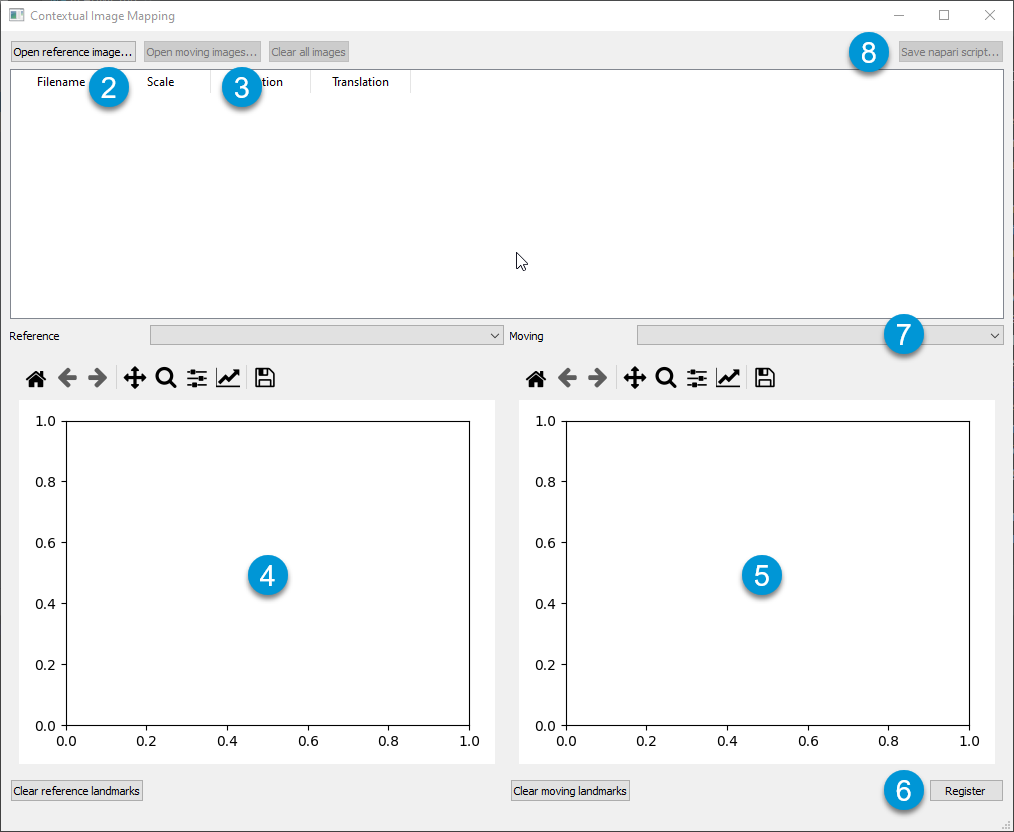 Contextual Image Mapping
Open reference image... Open moving images... Clear all images 8 Save napari script...
Filename 2 Scale 3 tion Translation
Reference Moving 7
1.0 1.0
0.8 0.8
0.6 0.6
4 5
0.4 0.4
0.2 0.2
0.0 0.0
0.0 0.2 0.4 0.6 0.8 1.0 0.0 0.2 0.4 0.6 0.8 1.0
Clear reference landmarks Clear moving landmarks 6 Register